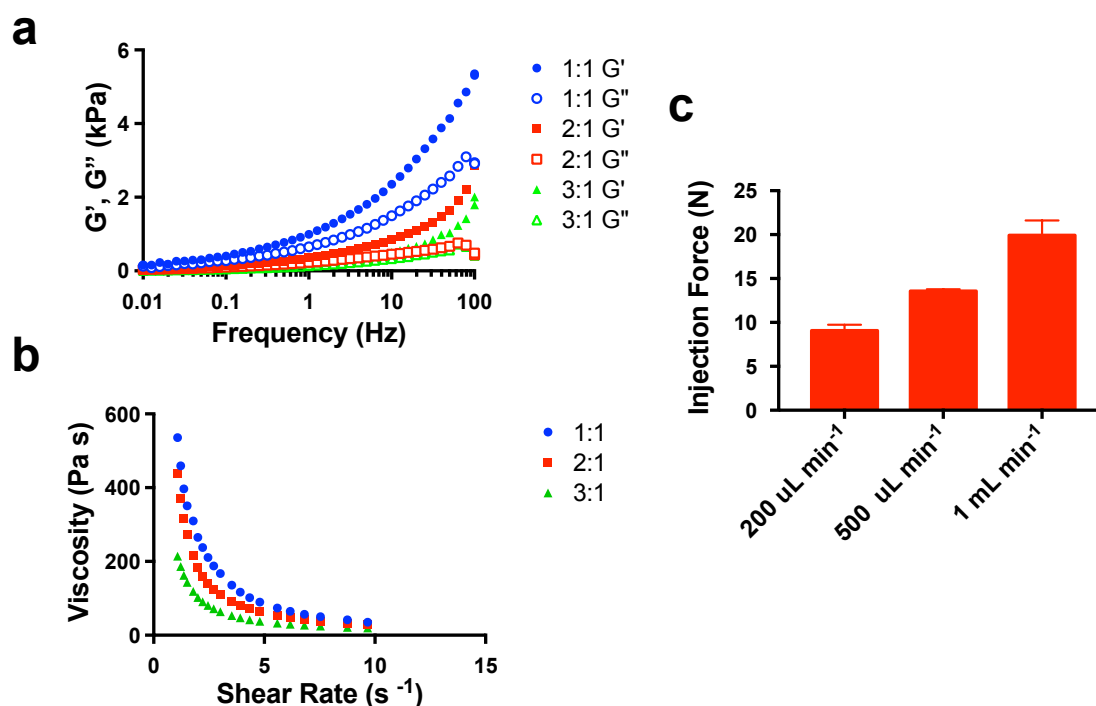 a
G', G” (kPa)
6
4
2
0
0.01 0.1 1 10 100
Frequency (Hz)
1:1 G'
1:1 G"
2:1 G'
2:1 G"
3:1 G'
3:1 G"
b
Viscosity (Pa s)
600
400
200
0
0 5 10 15
Shear Rate (s -1)
1:1
2:1
3:1
c
Injection Force (N)
25
20
15
10
5
0
200 uL min-1
500 uL min-1
1 mL min-1